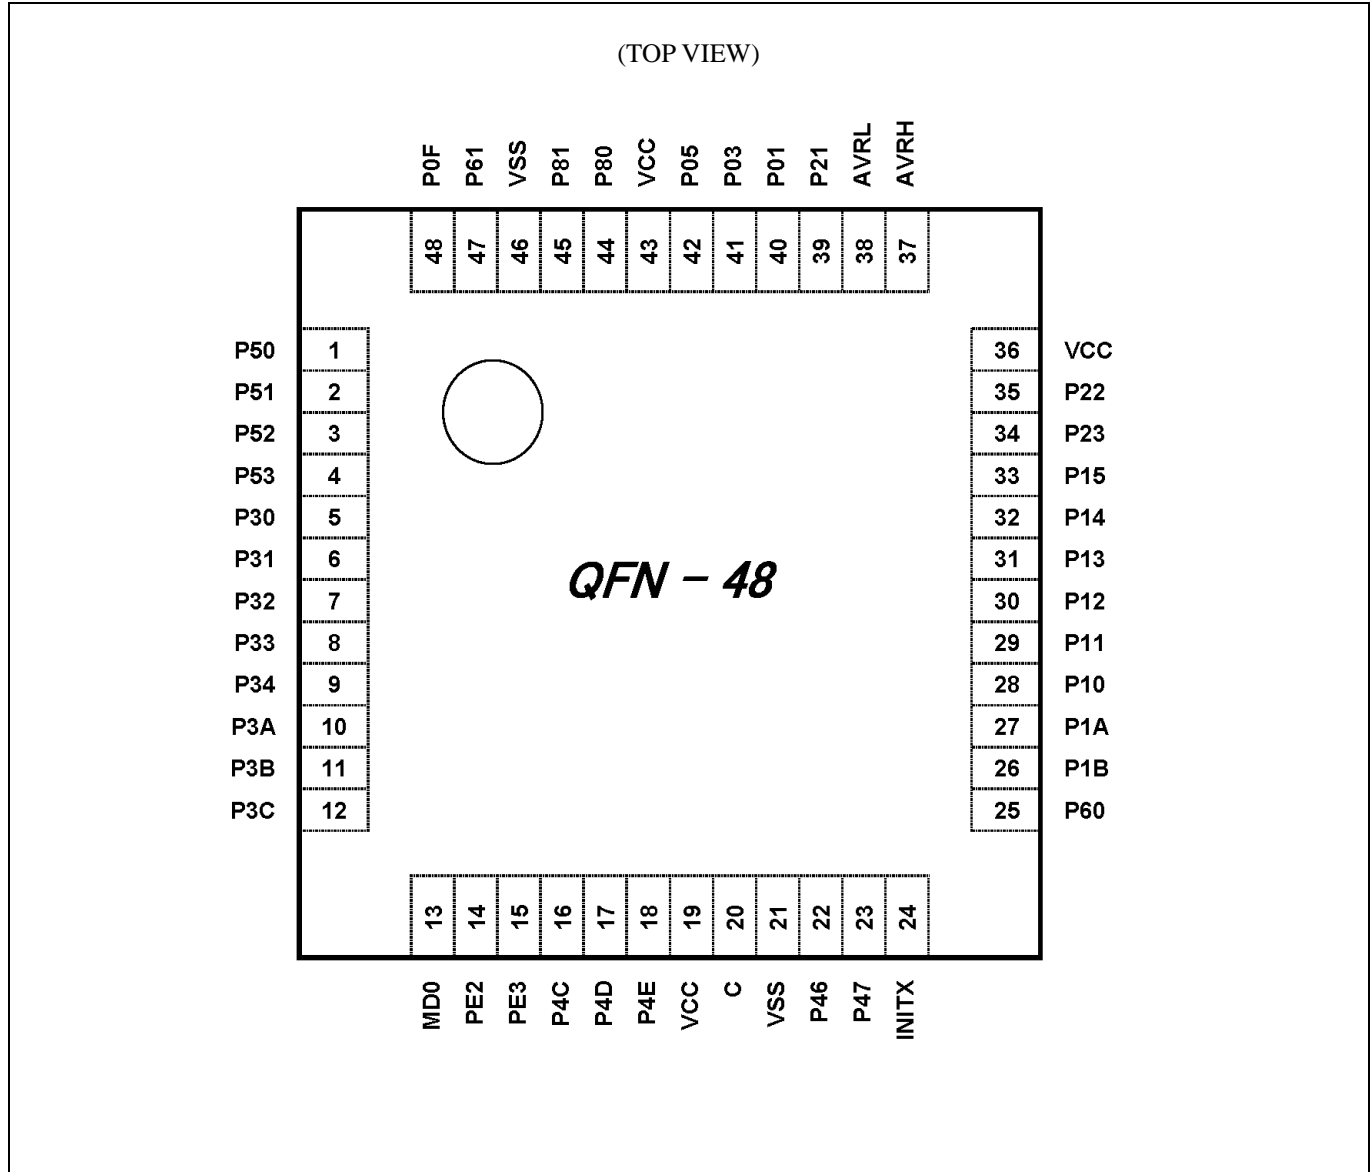 (TOP VIEW)
P0F P61 VSS P81 P80 VCC P05 P03 P01 P21 AVRL AVRH
48 47 46 45 44 43 42 41 40 39 38 37
P50 1 36 VCC
P51 2 35 P22
P52 3 34 P23
P53 4 33 P15
P30 5 32 P14
P31 6 31 P13
P32 7 30 P12
P33 8 29 P11
P34 9 28 P10
P3A 10 27 P1A
P3B 11 26 P1B
P3C 12 25 P60
QFN - 48
13 14 15 16 17 18 19 20 21 22 23 24
MD0 PE2 PE3 P4C P4D P4E VCC C VSS P46 P47 INITX